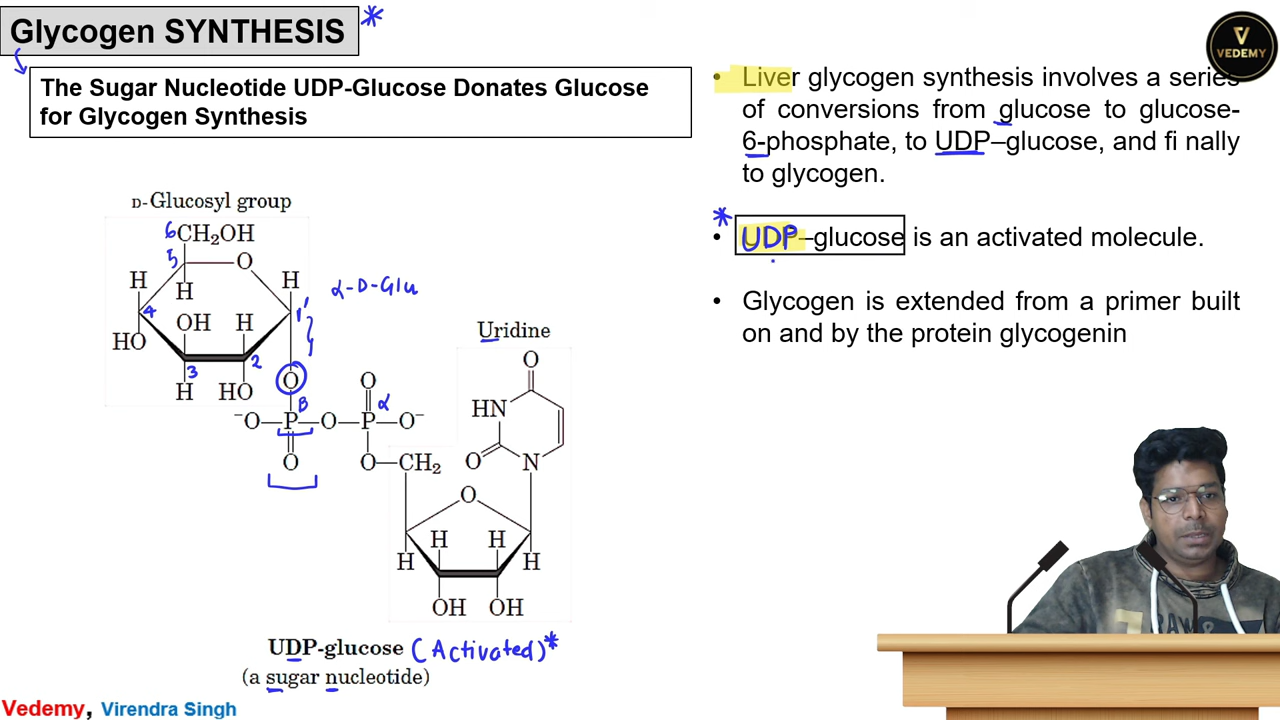 Glycogen SYNTHESIS *
The Sugar Nucleotide UDP-Glucose Donates Glucose
for Glycogen Synthesis
D-Glucosyl group
6 CH₂OH
5 O
H H H
α-D-Glu
4 OH H 1'
HO
3 2
H HO O
⁻O—P—O—P—O⁻
β α
O O
O—CH₂
Uridine
O
HN
O N
O
H H H H
OH OH
UDP-glucose (Activated)*
(a sugar nucleotide)
Vedemy, Virendra Singh
V
VEDEMY
• Liver glycogen synthesis involves a series
of conversions from glucose to glucose-
6-phosphate, to UDP–glucose, and fi nally
to glycogen.
*
• UDP–glucose is an activated molecule.
• Glycogen is extended from a primer built
on and by the protein glycogenin